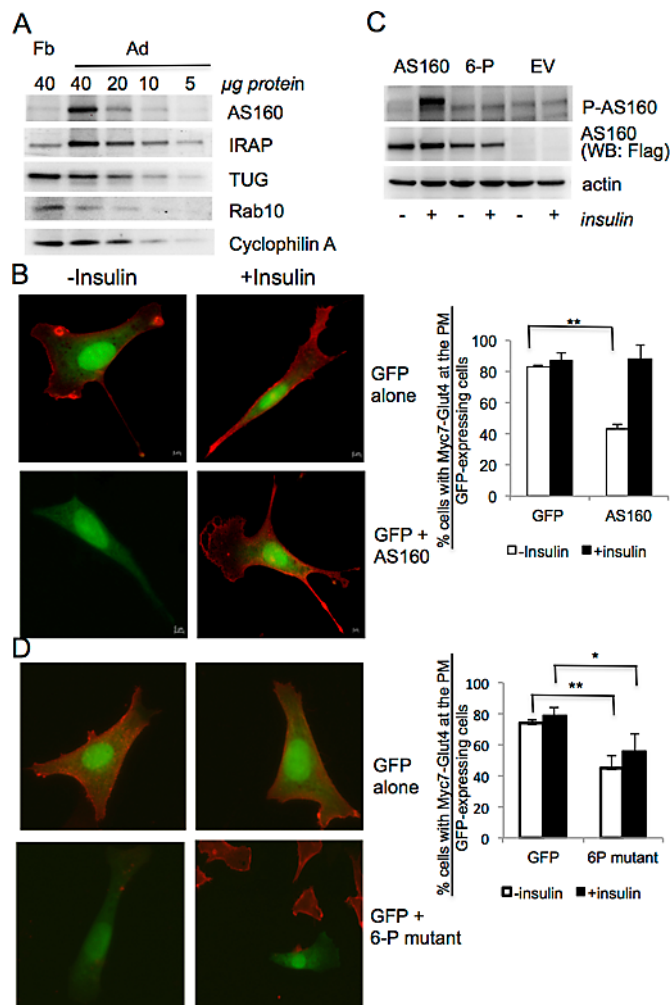 A
Fb Ad
40 40 20 10 5 μg protein
AS160
IRAP
TUG
Rab10
Cyclophilin A
C
AS160 6-P EV
P-AS160
AS160
(WB: Flag)
actin
- + - + - + insulin
B
-Insulin +Insulin
GFP
alone
GFP +
AS160
% cells with Myc7-Glut4 at the PM
GFP-expressing cells
100
80
60
40
20
0
**
GFP AS160
-Insulin +insulin
D
GFP
alone
GFP +
6-P mutant
% cells with Myc7-Glut4 at the PM
GFP-expressing cells
100
80
60
40
20
0
*
**
GFP 6P mutant
-insulin +insulin